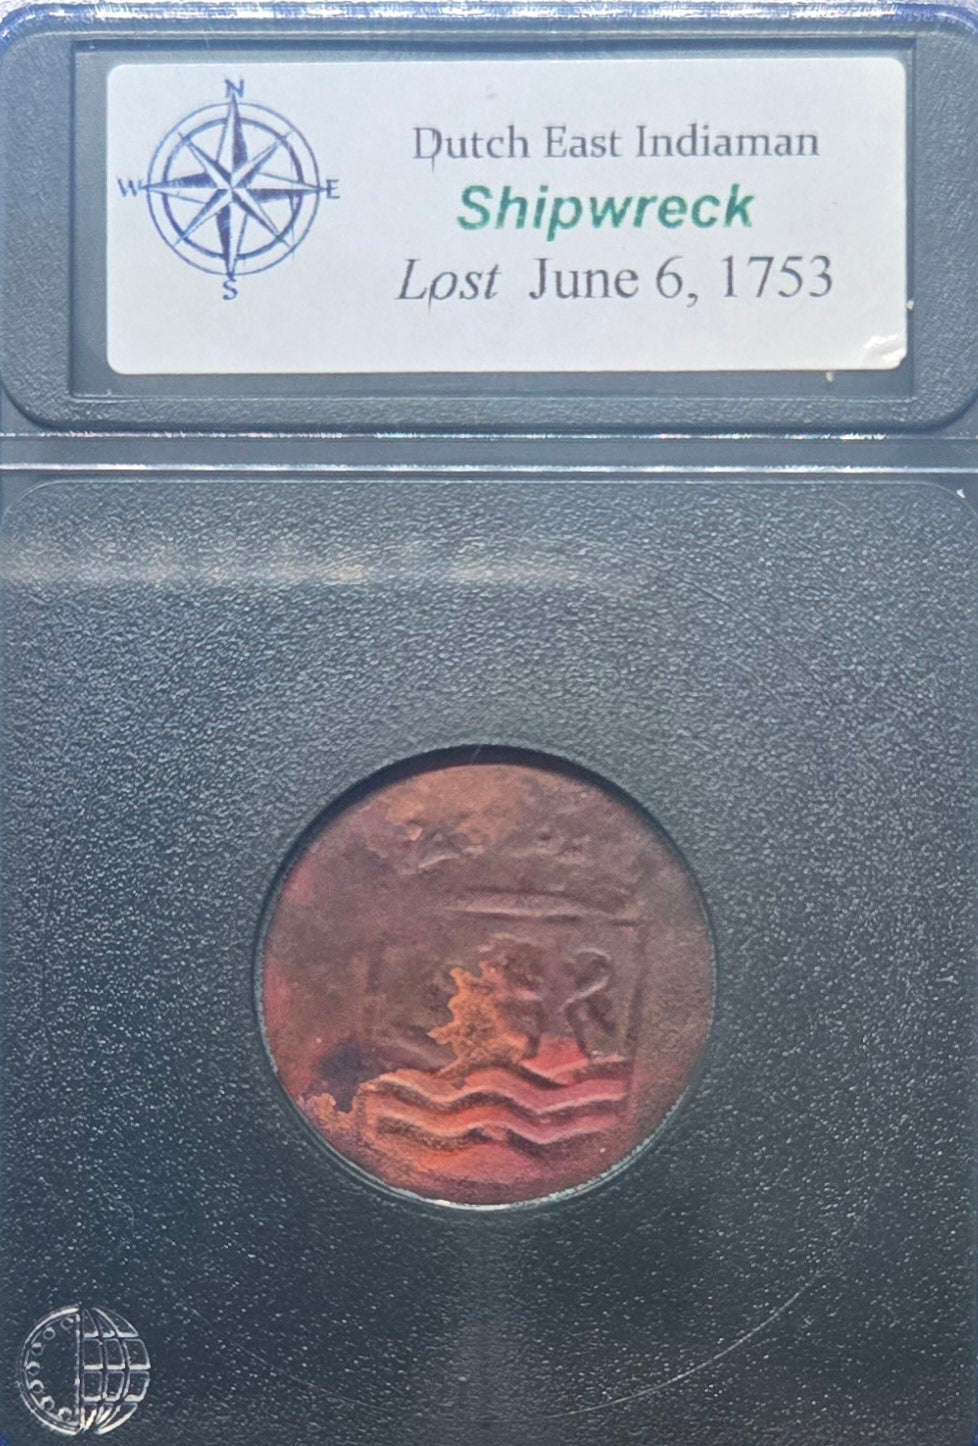 N
W E
S
Dutch East Indiaman
Shipwreck
Lost June 6, 1753